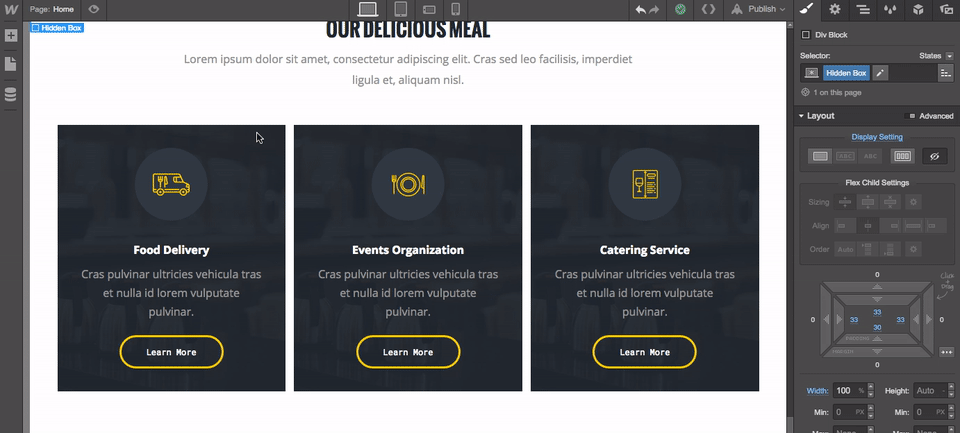 Page: Home
Publish
Hidden Box
OUR DELICIOUS MEAL
Lorem ipsum dolor sit amet, consectetur adipiscing elit. Cras sed leo facilisis, imperdiet
ligula et, aliquam nisl.
Food Delivery
Cras pulvinar ultricies vehicula tras
et nulla id lorem vulputate
pulvinar.
Learn More
Events Organization
Cras pulvinar ultricies vehicula tras
et nulla id lorem vulputate
pulvinar.
Learn More
Catering Service
Cras pulvinar ultricies vehicula tras
et nulla id lorem vulputate
pulvinar.
Learn More
Div Block
Selector: States
Hidden Box
1 on this page
Layout Advanced
Display Setting
ABC ABC
Flex Child Settings
Sizing
Align
Order Auto
0
Click + Drag
33
0 33 33 0
30
PADDING
MARGIN
0
Width: 100 % Height: Auto -
Min: 0 PX Min: 0 PX